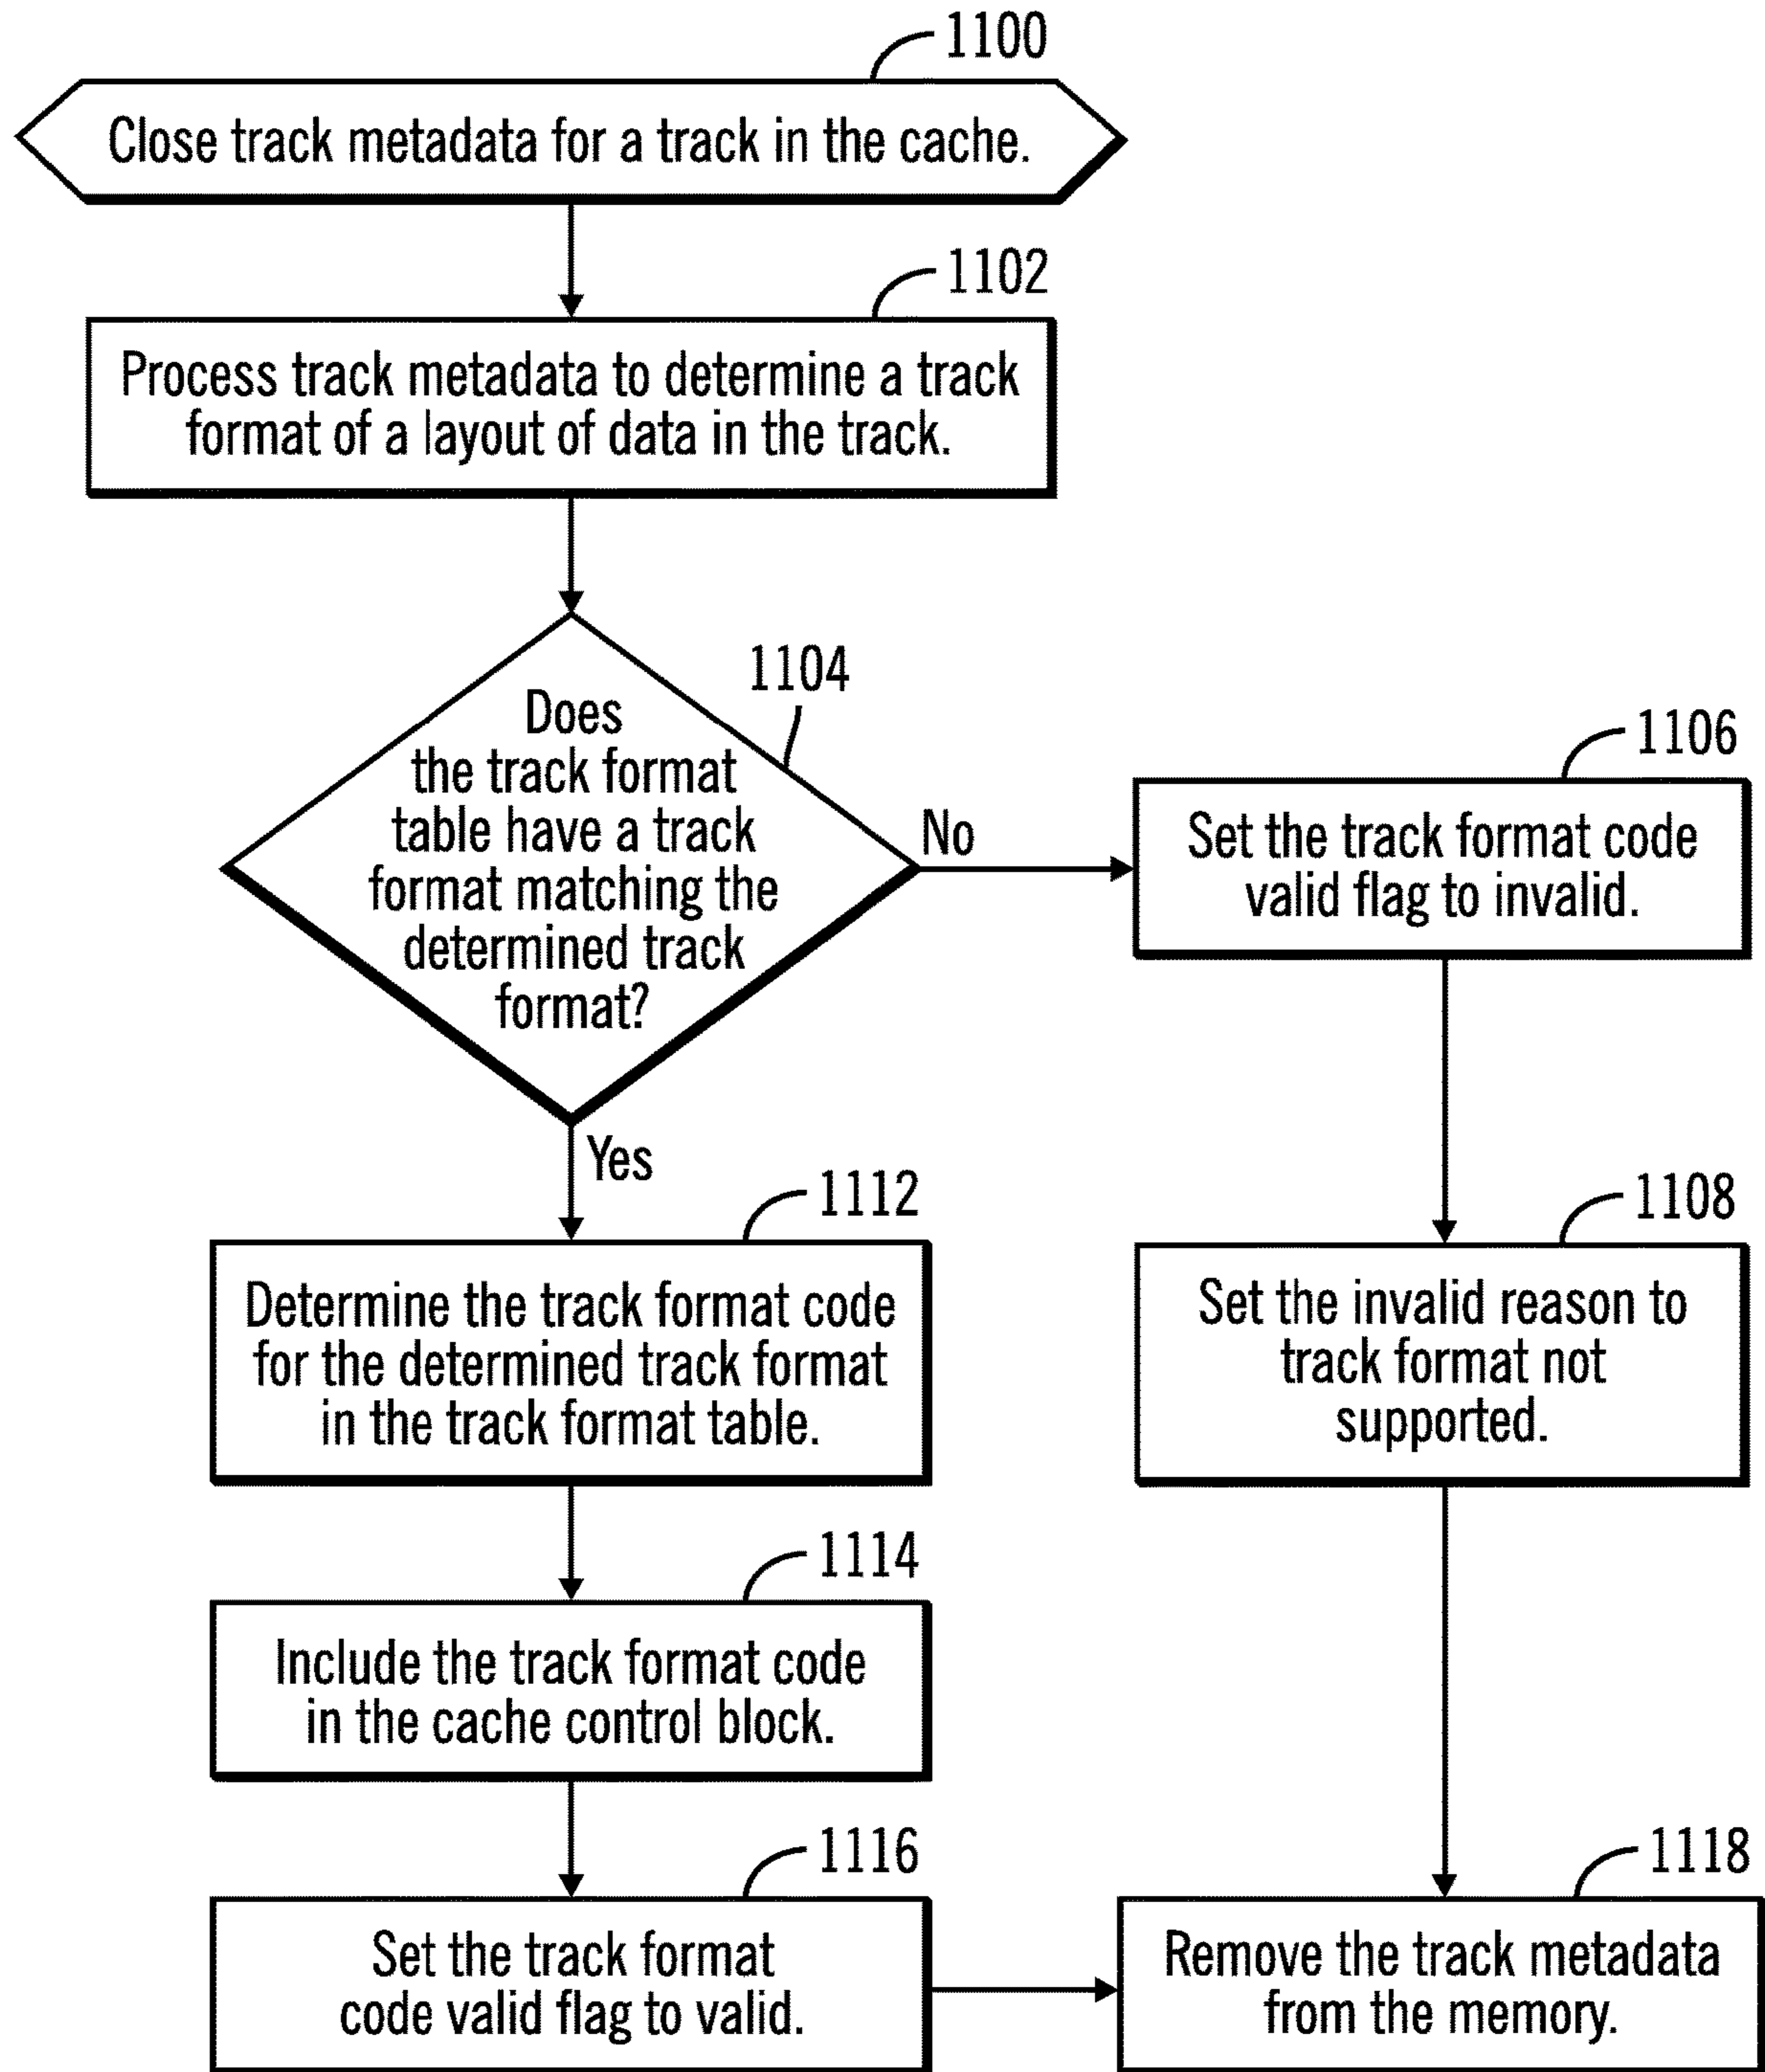 1100
Close track metadata for a track in the cache.
1102
Process track metadata to determine a track
format of a layout of data in the track.
1104
Does
the track format
table have a track
format matching the
determined track
format?
No
1106
Set the track format code
valid flag to invalid.
Yes
1112
Determine the track format code
for the determined track format
in the track format table.
1108
Set the invalid reason to
track format not
supported.
1114
Include the track format code
in the cache control block.
1116
Set the track format
code valid flag to valid.
1118
Remove the track metadata
from the memory.